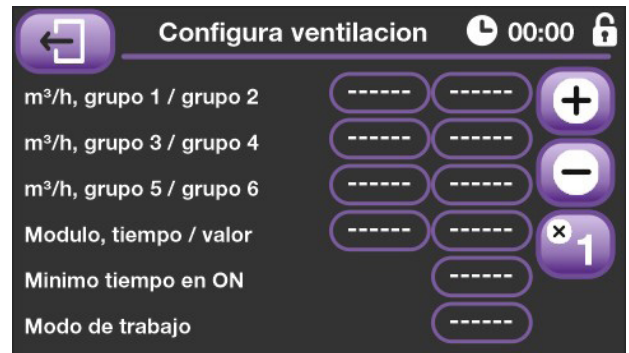 Configura ventilacion 00:00
m³/h, grupo 1 / grupo 2 ------ ------
m³/h, grupo 3 / grupo 4 ------ ------
m³/h, grupo 5 / grupo 6 ------ ------
Modulo, tiempo / valor ------ ------
×1
Minimo tiempo en ON ------
Modo de trabajo ------